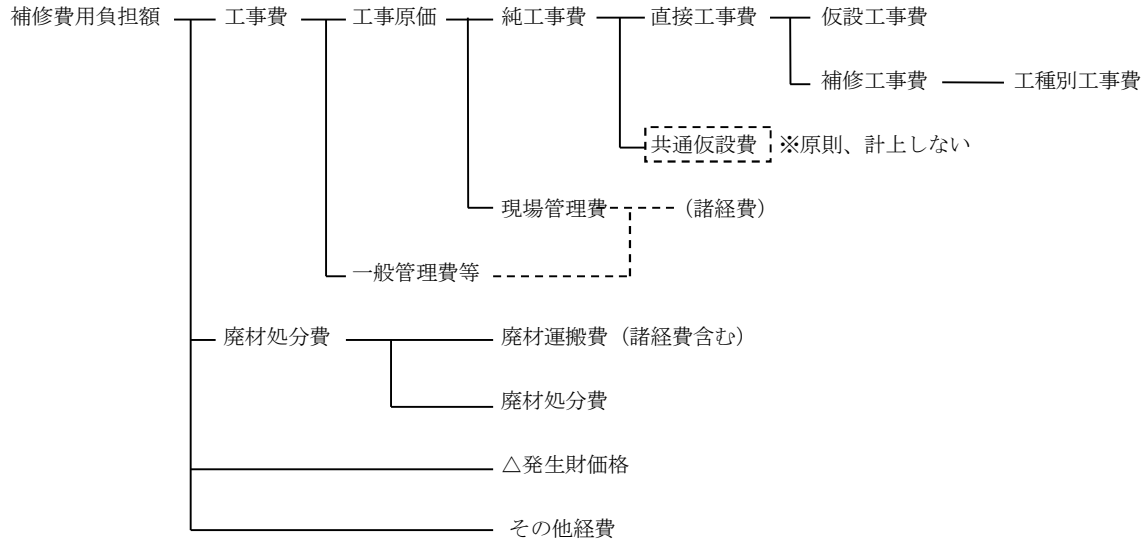 補修費用負担額 工事費 工事原価 純工事費 直接工事費 仮設工事費
補修工事費 工種別工事費
共通仮設費 ※原則、計上しない
現場管理費 （諸経費）
一般管理費等
廃材処分費 廃材運搬費（諸経費含む）
廃材処分費
△発生財価格
その他経費